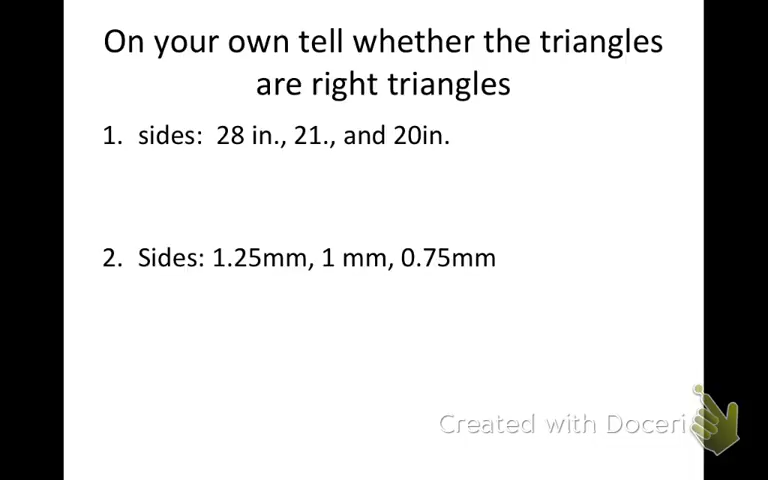 On your own tell whether the triangles
are right triangles
1. sides: 28 in., 21., and 20in.
2. Sides: 1.25mm, 1 mm, 0.75mm
Created with Doceri